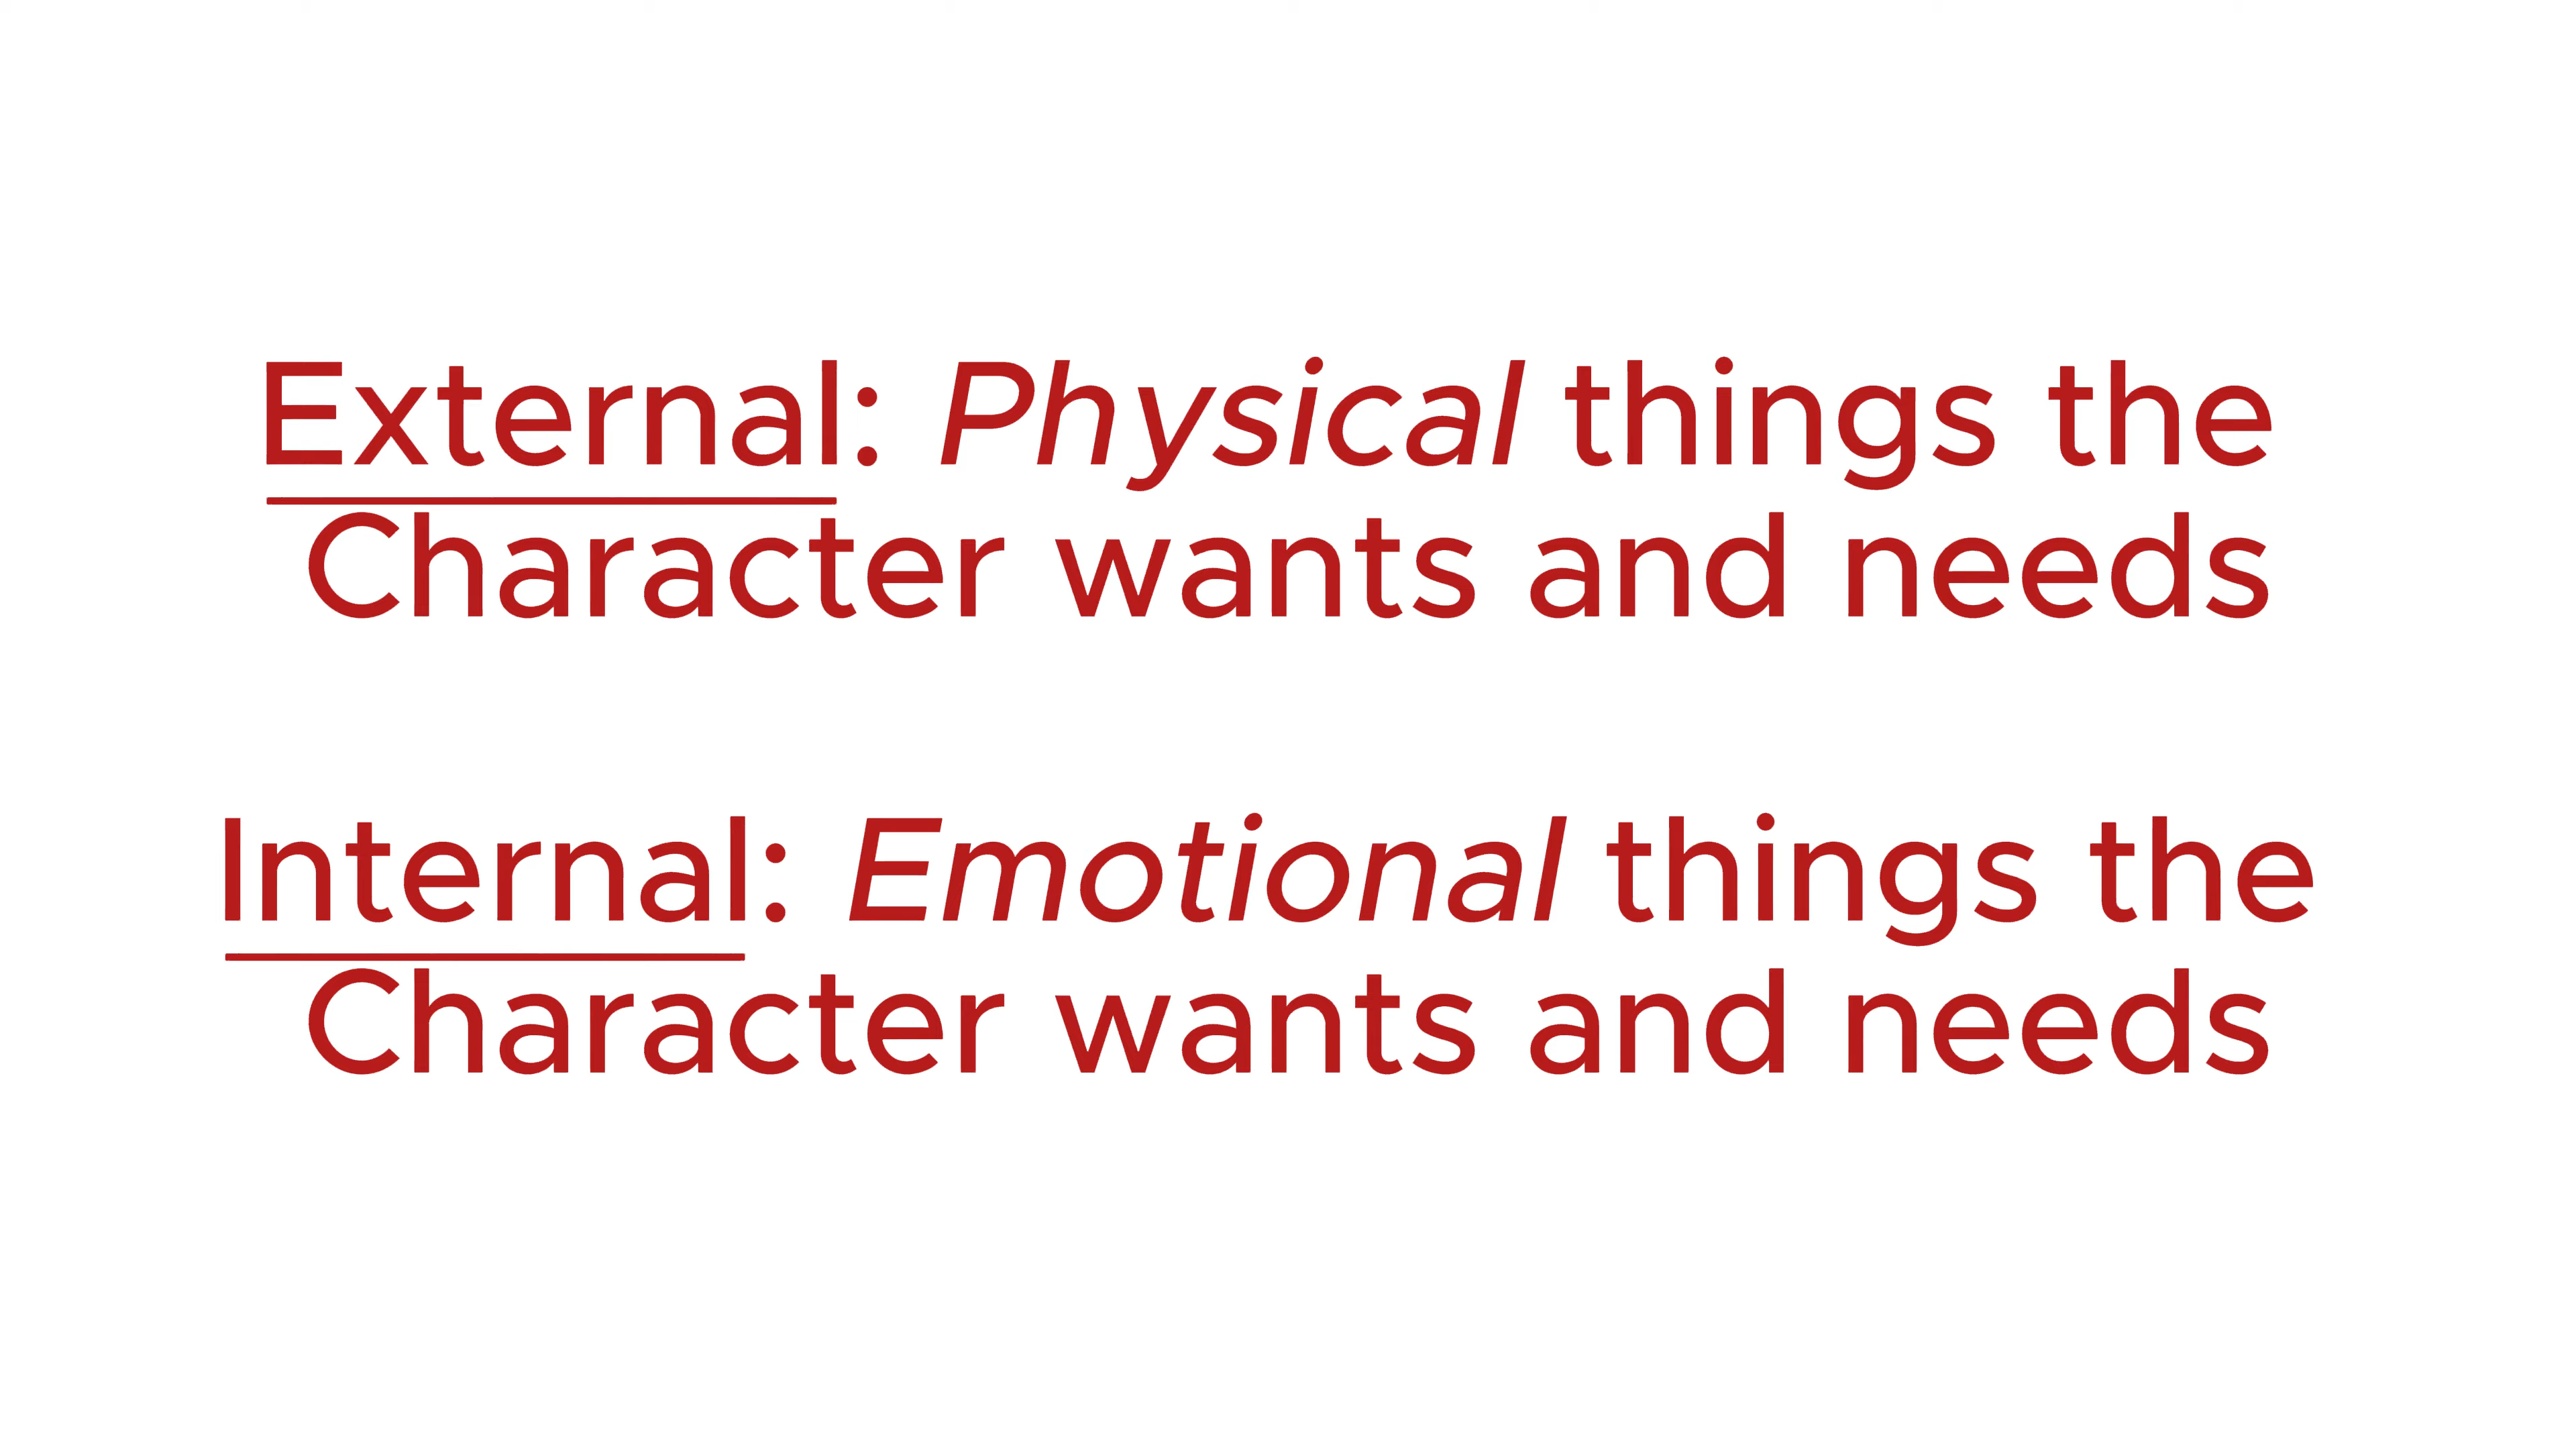 External: Physical things the
Character wants and needs
Internal: Emotional things the
Character wants and needs